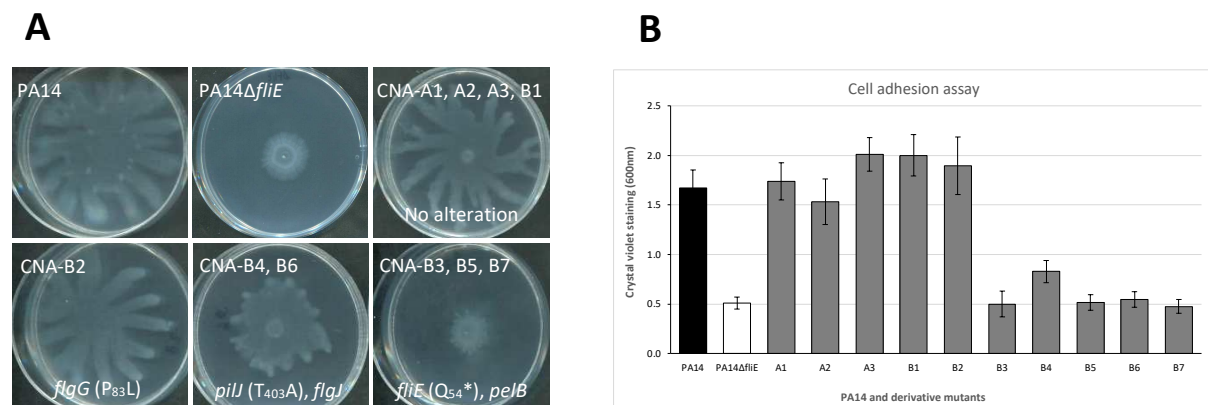 A
PA14
PA14ΔfliE
CNA-A1, A2, A3, B1
No alteration
CNA-B2
flgG (P83L)
CNA-B4, B6
pilJ (T403A), flgJ
CNA-B3, B5, B7
fliE (Q54*), pelB
B
Cell adhesion assay
Crystal violet staining (600nm)
2.5
2.0
1.5
1.0
0.5
0.0
PA14 PA14ΔfliE A1 A2 A3 B1 B2 B3 B4 B5 B6 B7
PA14 and derivative mutants